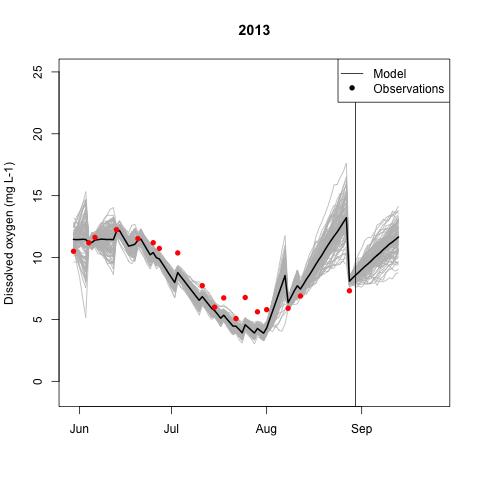 2013
Model
Observations
Dissolved oxygen (mg L-1)
25
20
15
10
5
0
Jun
Jul
Aug
Sep